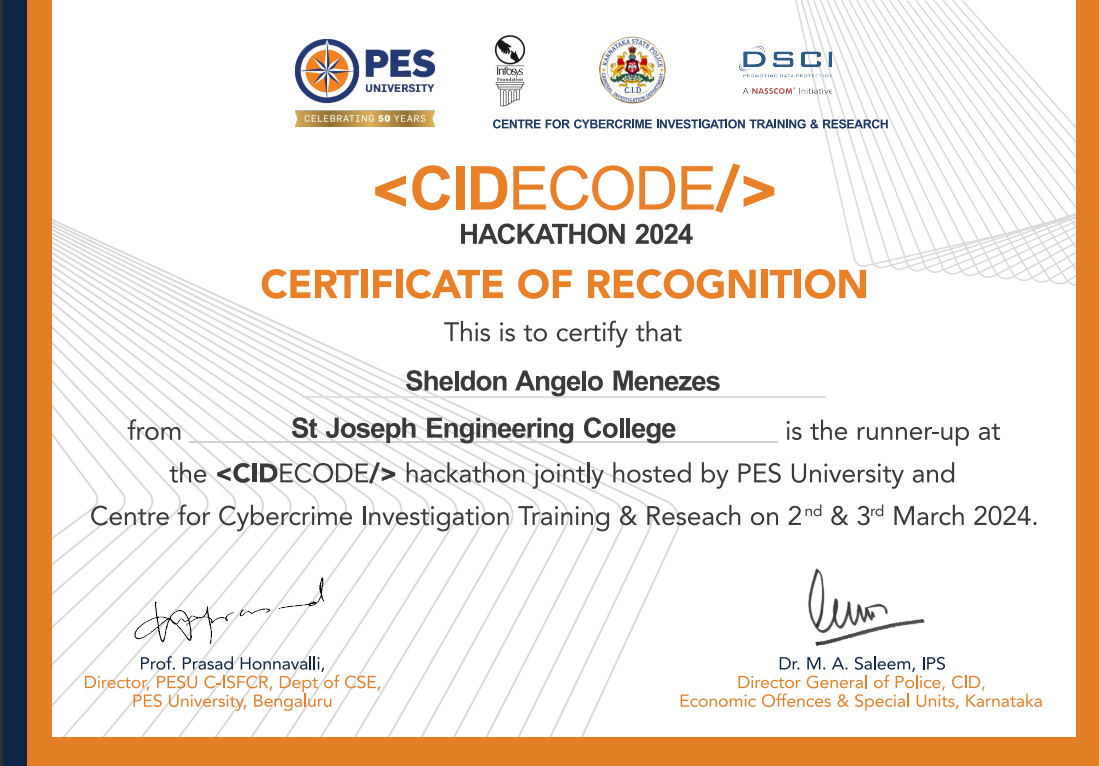 PES
UNIVERSITY
CELEBRATING 50 YEARS
Infosys
Foundation
KARNATAKA STATE POLICE
CRIMINAL INVESTIGATION DEPARTMENT
C.I.D
DSCI
PROMOTING DATA PROTECTION
A NASSCOM® Initiative
CENTRE FOR CYBERCRIME INVESTIGATION TRAINING & RESEARCH
<CIDECODE/>
HACKATHON 2024
CERTIFICATE OF RECOGNITION
This is to certify that
Sheldon Angelo Menezes
from St Joseph Engineering College is the runner-up at
the <CIDECODE/> hackathon jointly hosted by PES University and
Centre for Cybercrime Investigation Training & Reseach on 2nd & 3rd March 2024.
Prof. Prasad Honnavalli,
Director, PESU C-ISFCR, Dept of CSE,
PES University, Bengaluru
Dr. M. A. Saleem, IPS
Director General of Police, CID,
Economic Offences & Special Units, Karnataka